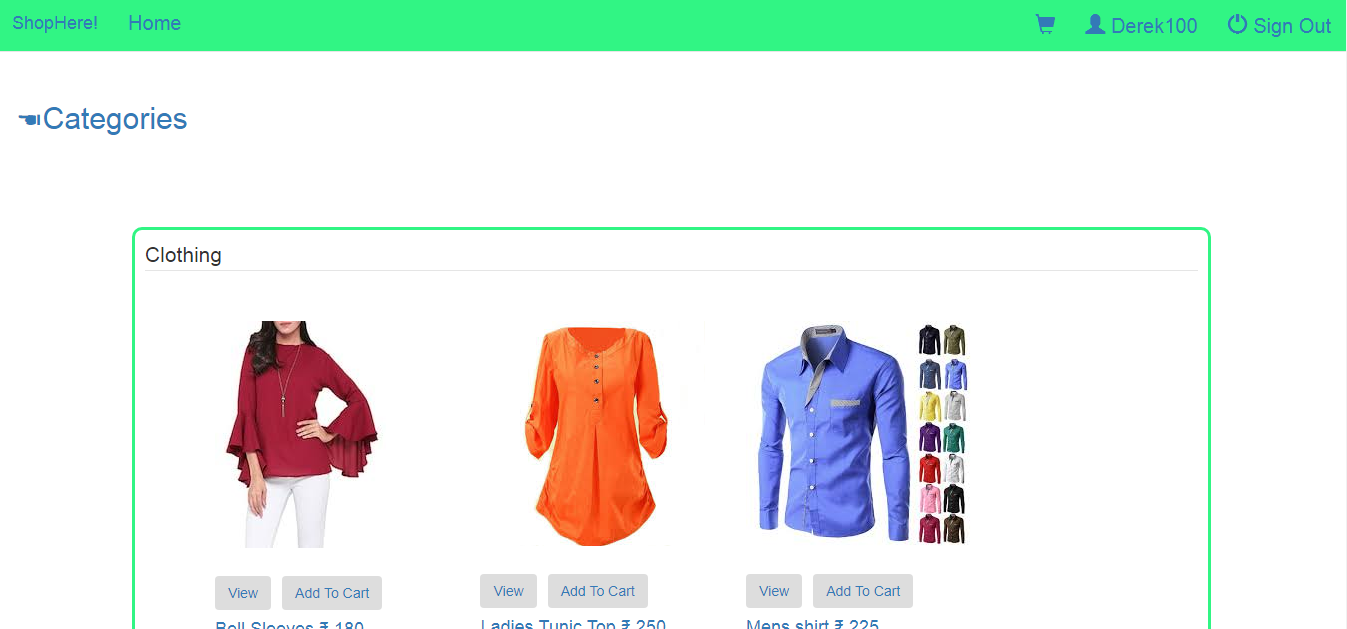 ShopHere! Home Derek100 Sign Out
Categories
Clothing
View Add To Cart View Add To Cart View Add To Cart
Bell Sleeves ₹ 180 Ladies Tunic Top ₹ 250 Mens shirt ₹ 225